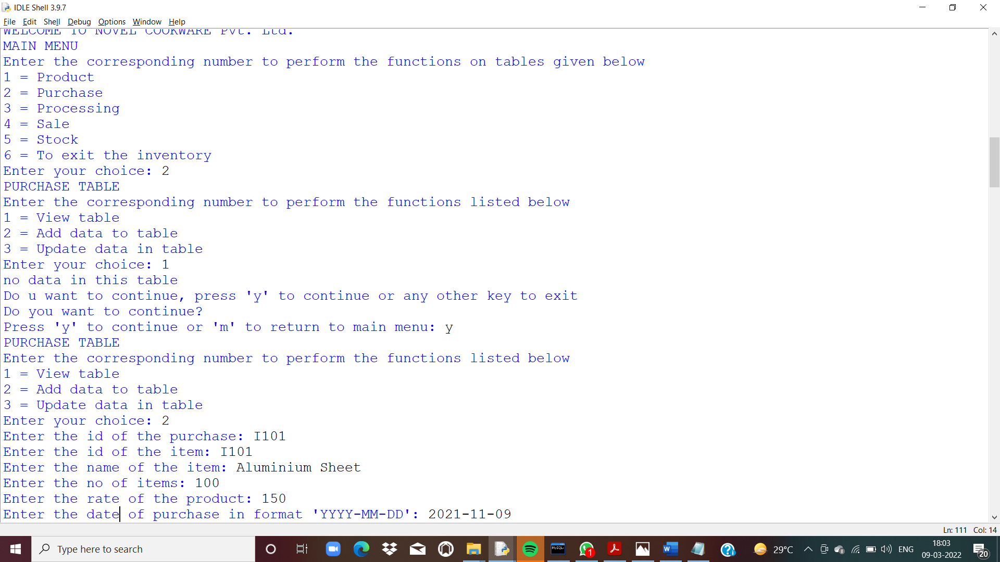 IDLE Shell 3.9.7
File Edit Shell Debug Options Window Help
WELCOME TO NOVEL COOKWARE Pvt. Ltd.
MAIN MENU
Enter the corresponding number to perform the functions on tables given below
1 = Product
2 = Purchase
3 = Processing
4 = Sale
5 = Stock
6 = To exit the inventory
Enter your choice: 2
PURCHASE TABLE
Enter the corresponding number to perform the functions listed below
1 = View table
2 = Add data to table
3 = Update data in table
Enter your choice: 1
no data in this table
Do u want to continue, press 'y' to continue or any other key to exit
Do you want to continue?
Press 'y' to continue or 'm' to return to main menu: y
PURCHASE TABLE
Enter the corresponding number to perform the functions listed below
1 = View table
2 = Add data to table
3 = Update data in table
Enter your choice: 2
Enter the id of the purchase: I101
Enter the id of the item: I101
Enter the name of the item: Aluminium Sheet
Enter the no of items: 100
Enter the rate of the product: 150
Enter the date of purchase in format 'YYYY-MM-DD': 2021-11-09
Ln: 111 Col: 14
Type here to search
MySQL
1
29°C
ENG
18:03
09-03-2022
20